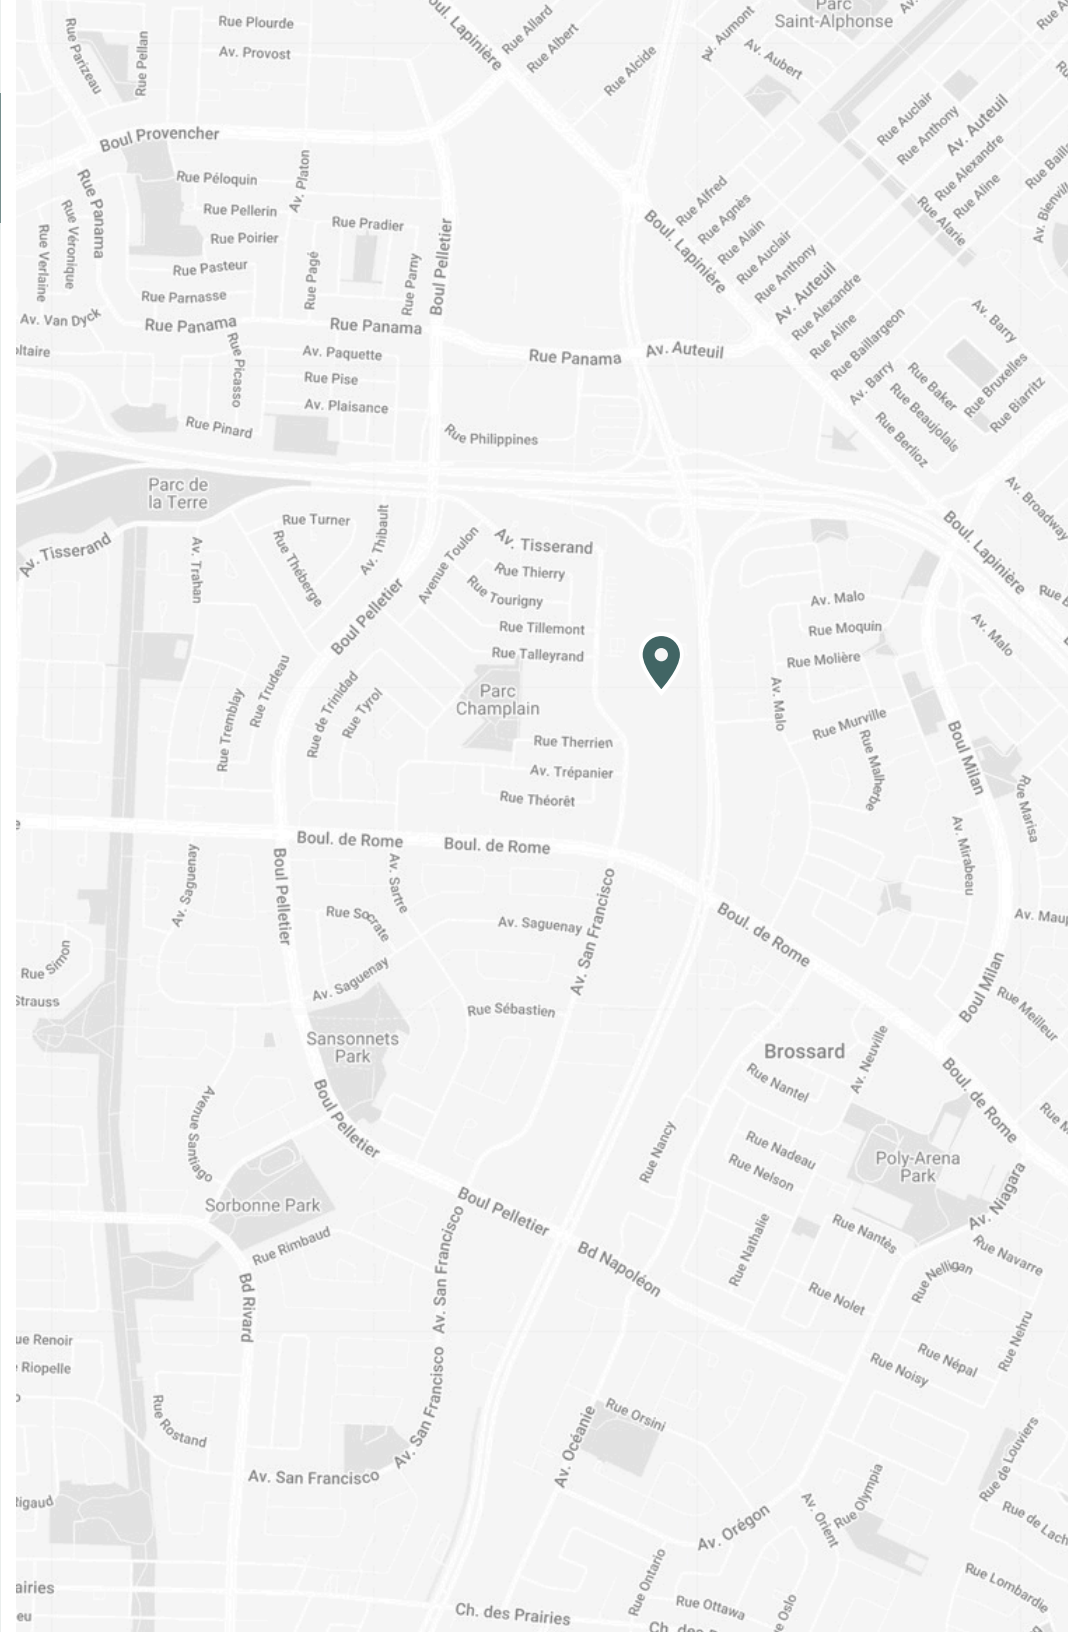 Parc
Saint-Alphonse
Rue Plourde
Rue Parizeau
Rue Pellan
Av. Provost
oul. Lapinière
Rue Allard
Rue Albert
Rue Alcide
Av. Aumont
Av. Aubert
Boul Provencher
Rue Auclair
Rue Anthony
Av. Auteuil
Rue Alexandre
Rue Aline
Rue Alarie
Av. Bienvil
Rue Panama
Rue Péloquin
Av. Platon
Rue Pellerin
Rue Pradier
Rue Poirier
Rue Véronique
Rue Verlaine
Rue Pasteur
Rue Pagé
Rue Parny
Boul Pelletier
Rue Parnasse
Rue Alfred
Rue Agnès
Rue Alain
Rue Auclair
Rue Anthony
Av. Auteuil
Rue Alexandre
Rue Aline
Rue Baillargeon
Boul. Lapinière
Av. Barry
Av. Van Dyck
Rue Panama
Rue Panama
Rue Panama
Av. Auteuil
oltaire
Rue Picasso
Av. Paquette
Rue Pise
Av. Plaisance
Rue Pinard
Rue Philippines
Av. Barry
Rue Baker
Rue Beaujolais
Rue Berlioz
Rue Bruxelles
Rue Biarritz
Parc de
la Terre
Av. Broadway
Boul. Lapinière
Av. Tisserand
Av. Trahan
Rue Turner
Rue Théberge
Av. Thibault
Avenue Toulon
Av. Tisserand
Rue Thierry
Rue Tourigny
Rue Tillemont
Rue Talleyrand
Boul Pelletier
Av. Malo
Rue Moquin
Rue Molière
Av. Malo
Av. Malo
Rue Murville
Rue Malherbe
Boul Milan
Rue Marisa
Av. Mirabeau
Parc
Champlain
Rue Trudeau
Rue Tremblay
Rue de Trinidad
Rue Tyrol
Rue Therrien
Av. Trépanier
Rue Théorêt
Boul. de Rome
Boul. de Rome
Boul Pelletier
Av. Saguenay
Av. Sartre
Rue Socrate
Av. Saguenay
Av. San Francisco
Boul. de Rome
Av. Saguenay
Rue Simon
Strauss
Rue Sébastien
Boul Milan
Rue Meilleur
Sansonnets
Park
Brossard
Av. Neuville
Rue Nantel
Boul. de Rome
Boul Pelletier
Avenue Santiago
Rue Nancy
Rue Nadeau
Rue Nelson
Poly-Arena
Park
Av. Niagara
Sorbonne Park
Boul Pelletier
Av. San Francisco
Rue Rimbaud
Bd Rivard
Bd Napoléon
Rue Nathalie
Rue Nantès
Rue Navarre
Rue Nelligan
Rue Nolet
Rue Nehru
Rue Népal
Rue Noisy
ue Renoir
Riopelle
Rue Rostand
Av. San Francisco
Av. San Francisco
Rue Orsini
Av. Océanie
Rue de Louviers
Rue Olympia
Av. Orient
Av. Orégon
Rue de Lach
Rigaud
Rue Ontario
Rue Lombardie
airies
eu
Ch. des Prairies
Rue Ottawa
e Oslo